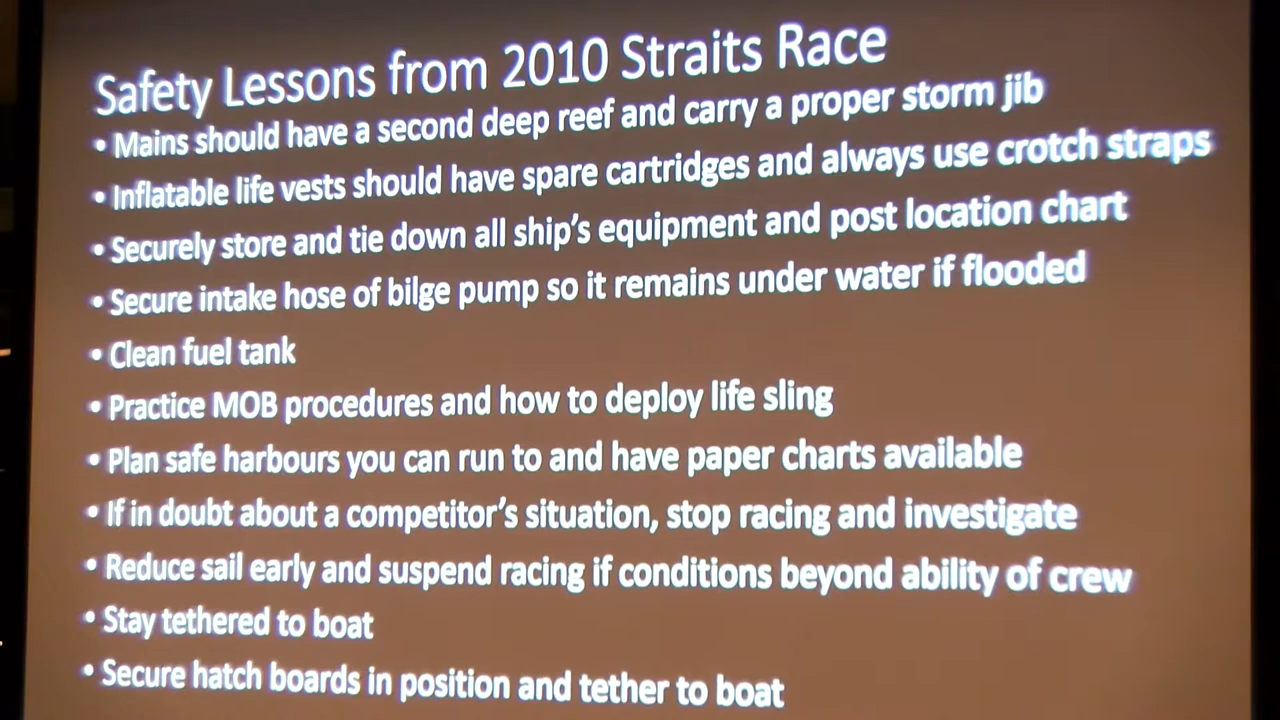 Safety Lessons from 2010 Straits Race
• Mains should have a second deep reef and carry a proper storm jib
• Inflatable life vests should have spare cartridges and always use crotch straps
• Securely store and tie down all ship's equipment and post location chart
• Secure intake hose of bilge pump so it remains under water if flooded
• Clean fuel tank
• Practice MOB procedures and how to deploy life sling
• Plan safe harbours you can run to and have paper charts available
• If in doubt about a competitor's situation, stop racing and investigate
• Reduce sail early and suspend racing if conditions beyond ability of crew
• Stay tethered to boat
• Secure hatch boards in position and tether to boat